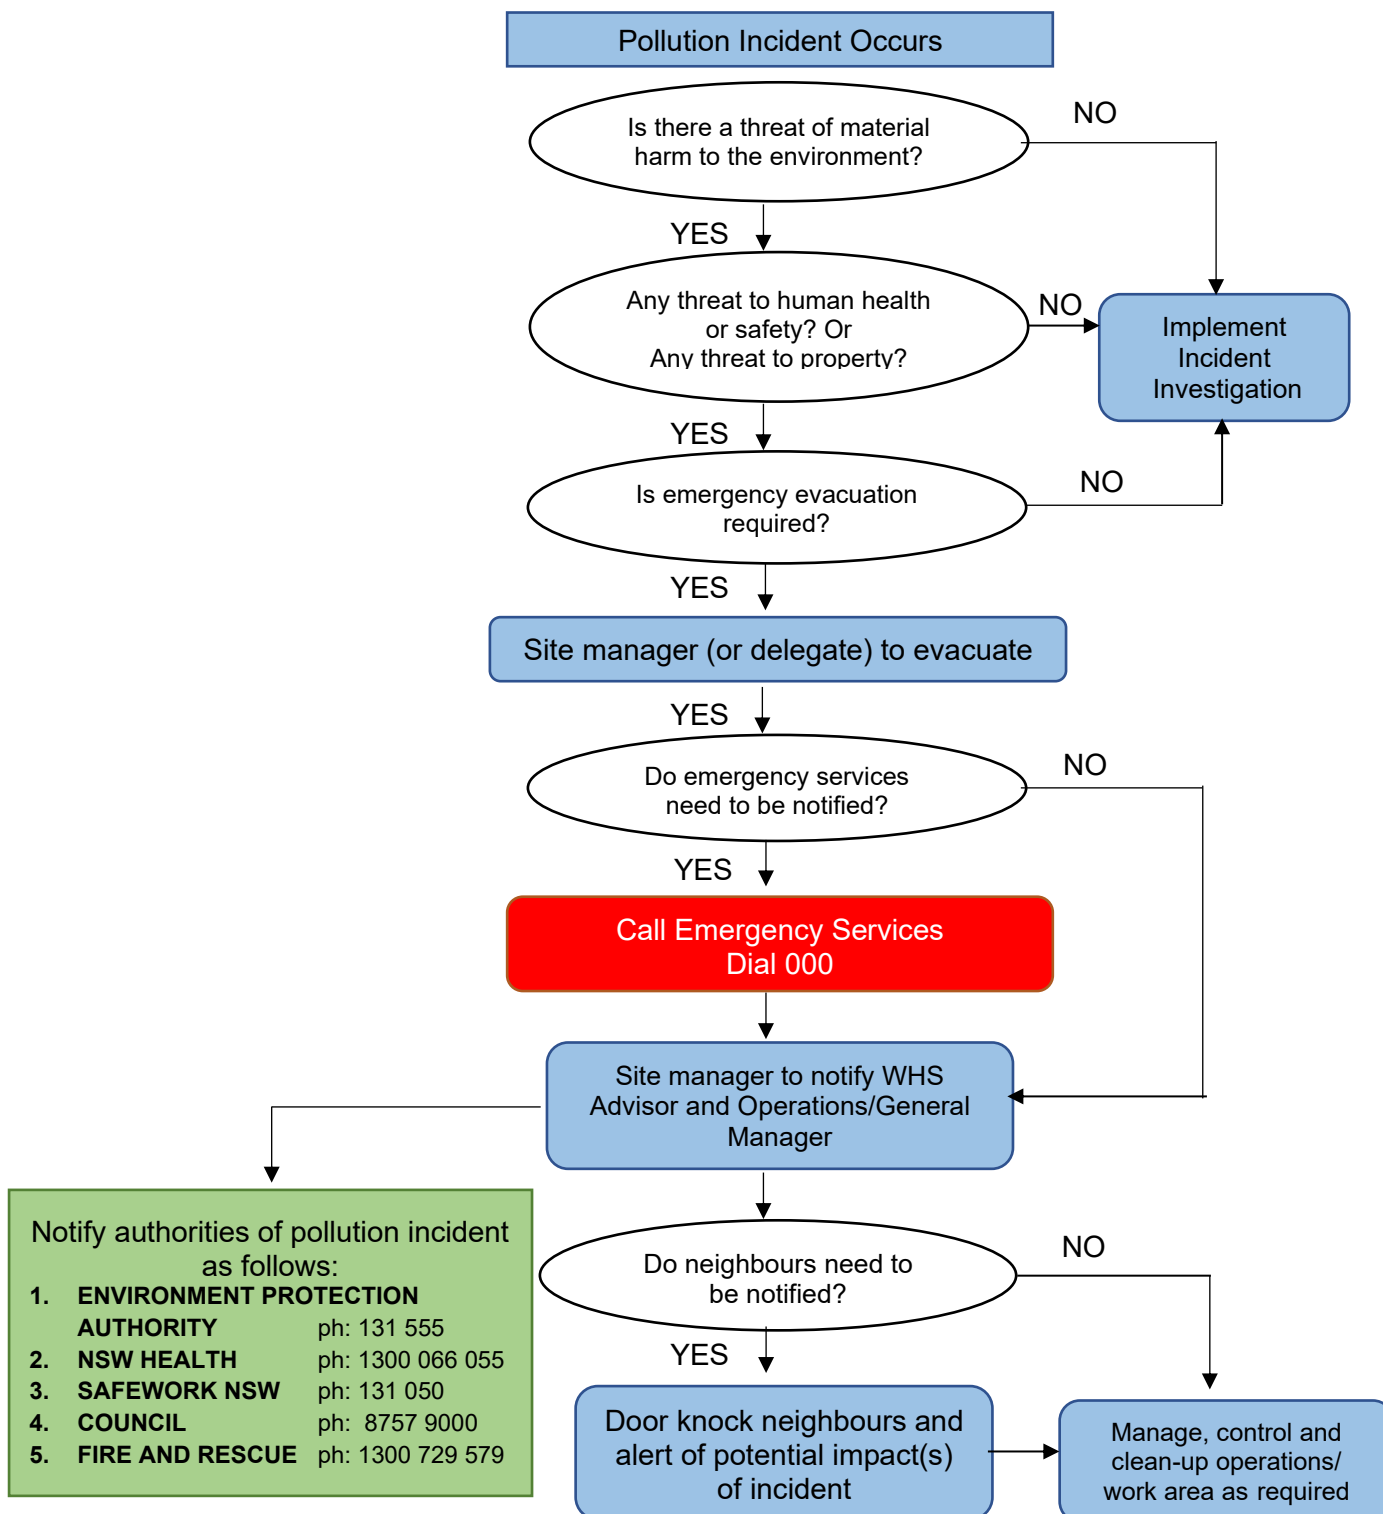 Pollution Incident Occurs
Is there a threat of material
harm to the environment?
NO
YES
Any threat to human health
or safety? Or
Any threat to property?
NO
Implement
Incident
Investigation
YES
Is emergency evacuation
required?
NO
YES
Site manager (or delegate) to evacuate
YES
Do emergency services
need to be notified?
NO
YES
Call Emergency Services
Dial 000
Site manager to notify WHS
Advisor and Operations/General
Manager
Notify authorities of pollution incident
as follows:
1. ENVIRONMENT PROTECTION
AUTHORITY ph: 131 555
2. NSW HEALTH ph: 1300 066 055
3. SAFEWORK NSW ph: 131 050
4. COUNCIL ph: 8757 9000
5. FIRE AND RESCUE ph: 1300 729 579
Do neighbours need to
be notified?
NO
YES
Door knock neighbours and
alert of potential impact(s)
of incident
Manage, control and
clean-up operations/
work area as required